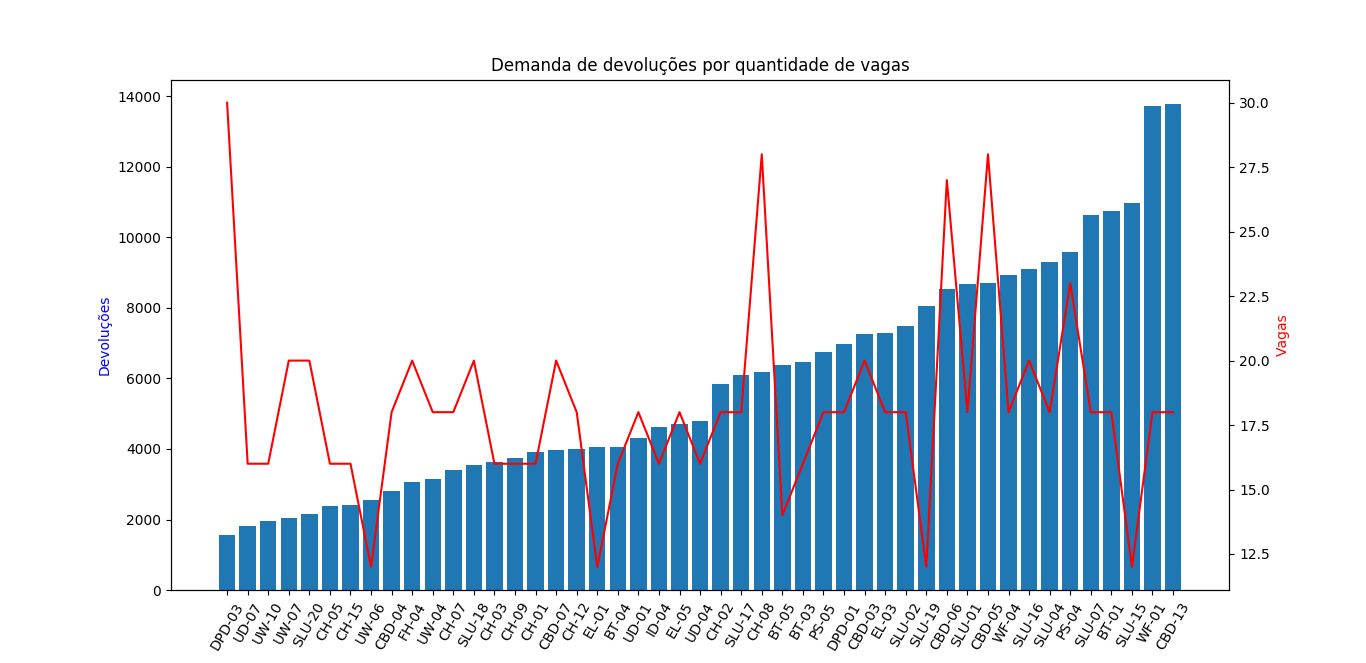 Demanda de devoluções por quantidade de vagas
Devoluções
14000
12000
10000
8000
6000
4000
2000
0
30.0
27.5
25.0
22.5
20.0
17.5
15.0
12.5
Vagas
DPD-03
UD-07
UW-10
UW-07
SLU-20
CH-05
CH-15
UW-06
CBD-04
FH-04
UW-04
CH-07
SLU-18
CH-03
CH-09
CH-01
CBD-07
CH-12
EL-01
BT-04
UD-01
ID-04
EL-05
UD-04
CH-02
SLU-17
CH-08
BT-05
BT-03
PS-05
DPD-01
CBD-03
EL-03
SLU-02
SLU-19
CBD-06
SLU-01
CBD-05
WF-04
SLU-16
SLU-04
PS-04
SLU-07
BT-01
SLU-15
WF-01
CBD-13